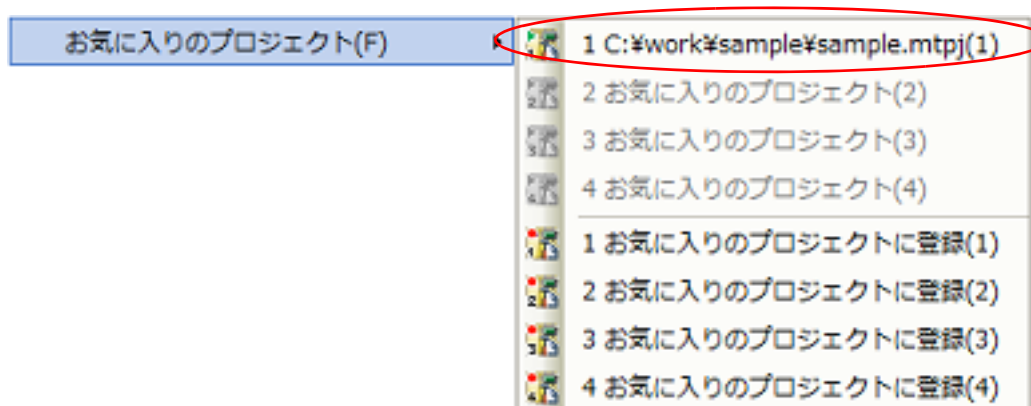 お気に入りのプロジェクト(F)
1 C:¥work¥sample¥sample.mtpj(1)
2 お気に入りのプロジェクト(2)
3 お気に入りのプロジェクト(3)
4 お気に入りのプロジェクト(4)
1 お気に入りのプロジェクトに登録(1)
2 お気に入りのプロジェクトに登録(2)
3 お気に入りのプロジェクトに登録(3)
4 お気に入りのプロジェクトに登録(4)